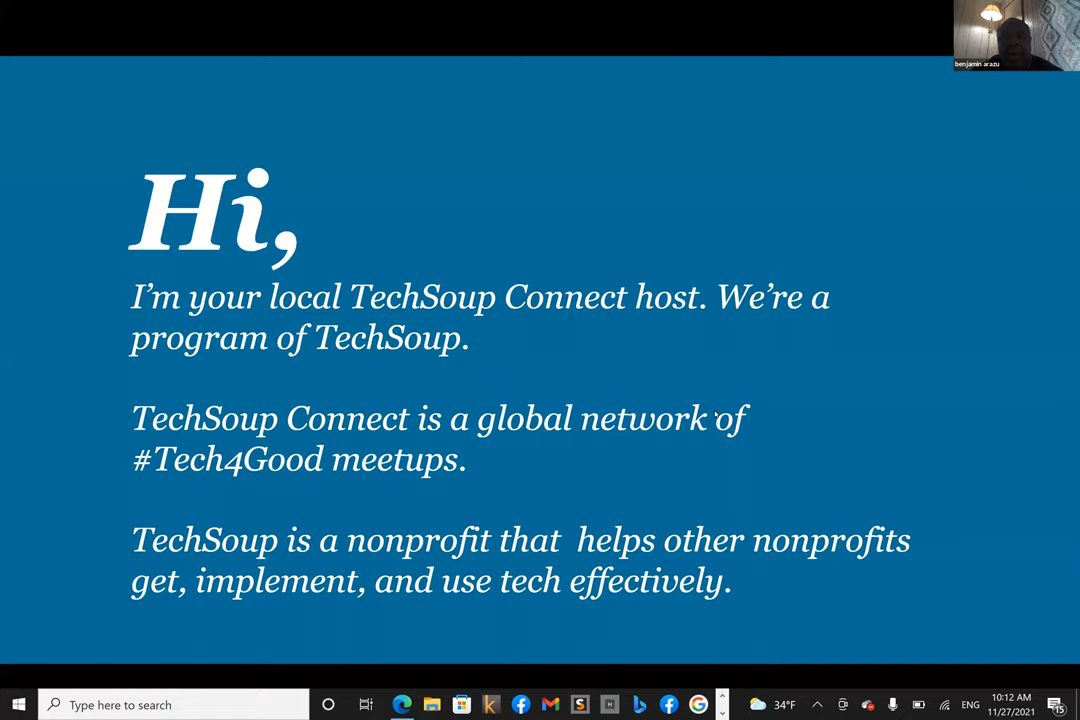 benjamin arazu
Hi,
I'm your local TechSoup Connect host. We're a
program of TechSoup.
TechSoup Connect is a global network of
#Tech4Good meetups.
TechSoup is a nonprofit that  helps other nonprofits
get, implement, and use tech effectively.
Type here to search
34°F
ENG
10:12 AM
11/27/2021
15